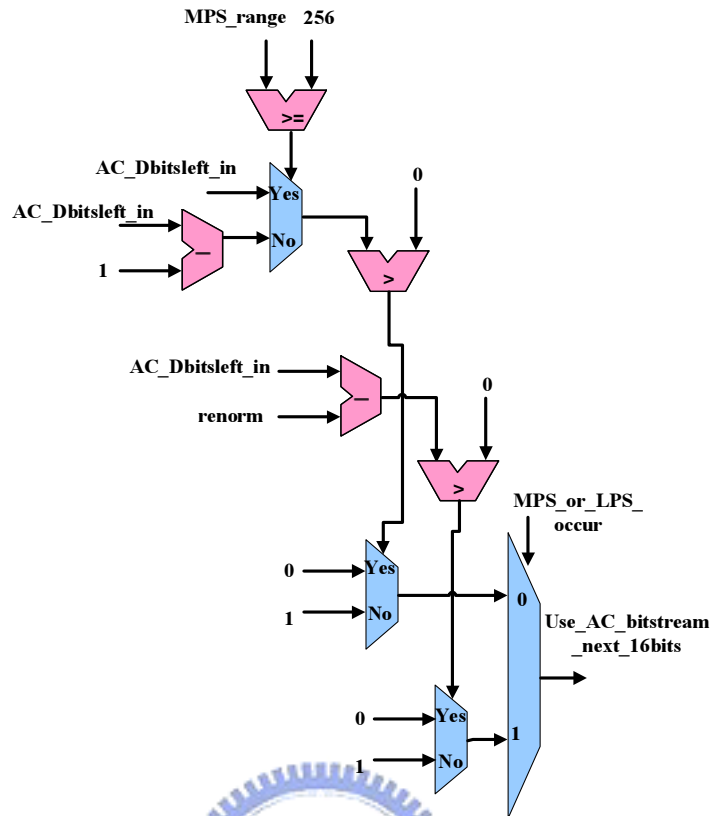 MPS_range 256
>=
AC_Dbitsleft_in
Yes
0
AC_Dbitsleft_in
No
–
1
>
AC_Dbitsleft_in
0
–
renorm
>
MPS_or_LPS_
occur
0
Yes
0
1
No
Use_AC_bitstream
_next_16bits
0
Yes
1
1
No